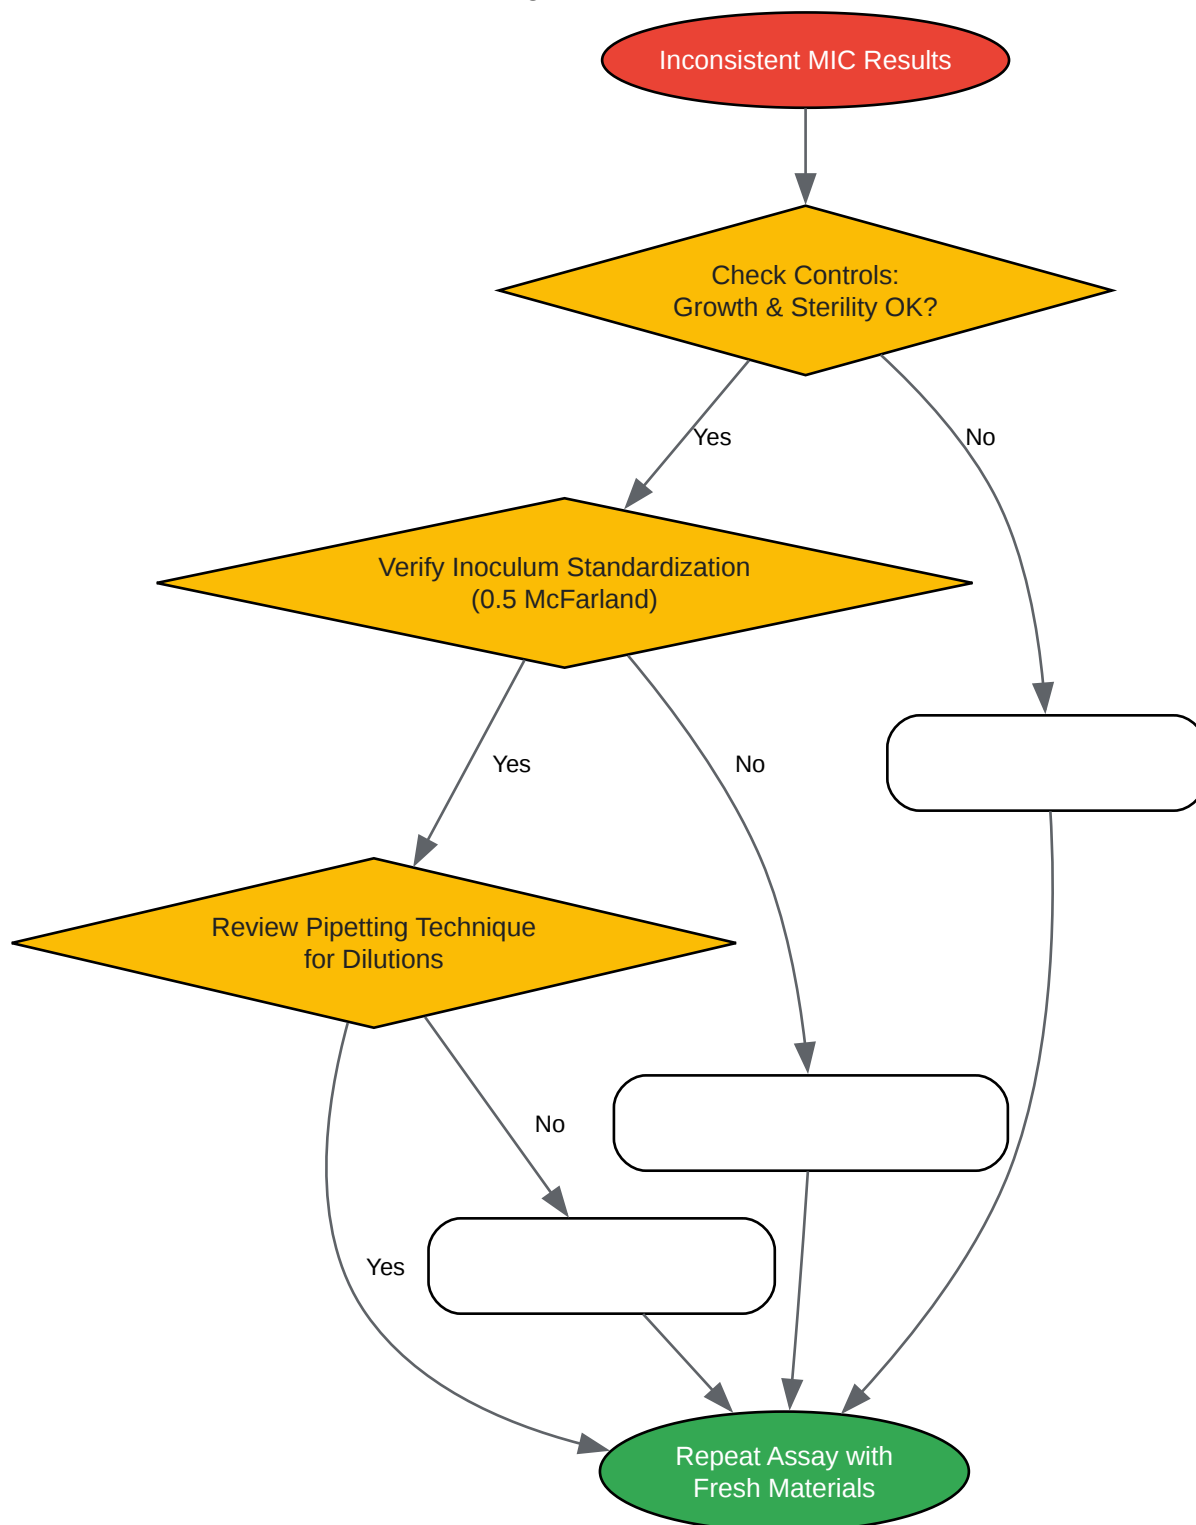 Inconsistent MIC Results
Check Controls:
Growth & Sterility OK?
Yes
No
Verify Inoculum Standardization
(0.5 McFarland)
Yes
No
Review Pipetting Technique
for Dilutions
No
Yes
Repeat Assay with
Fresh Materials